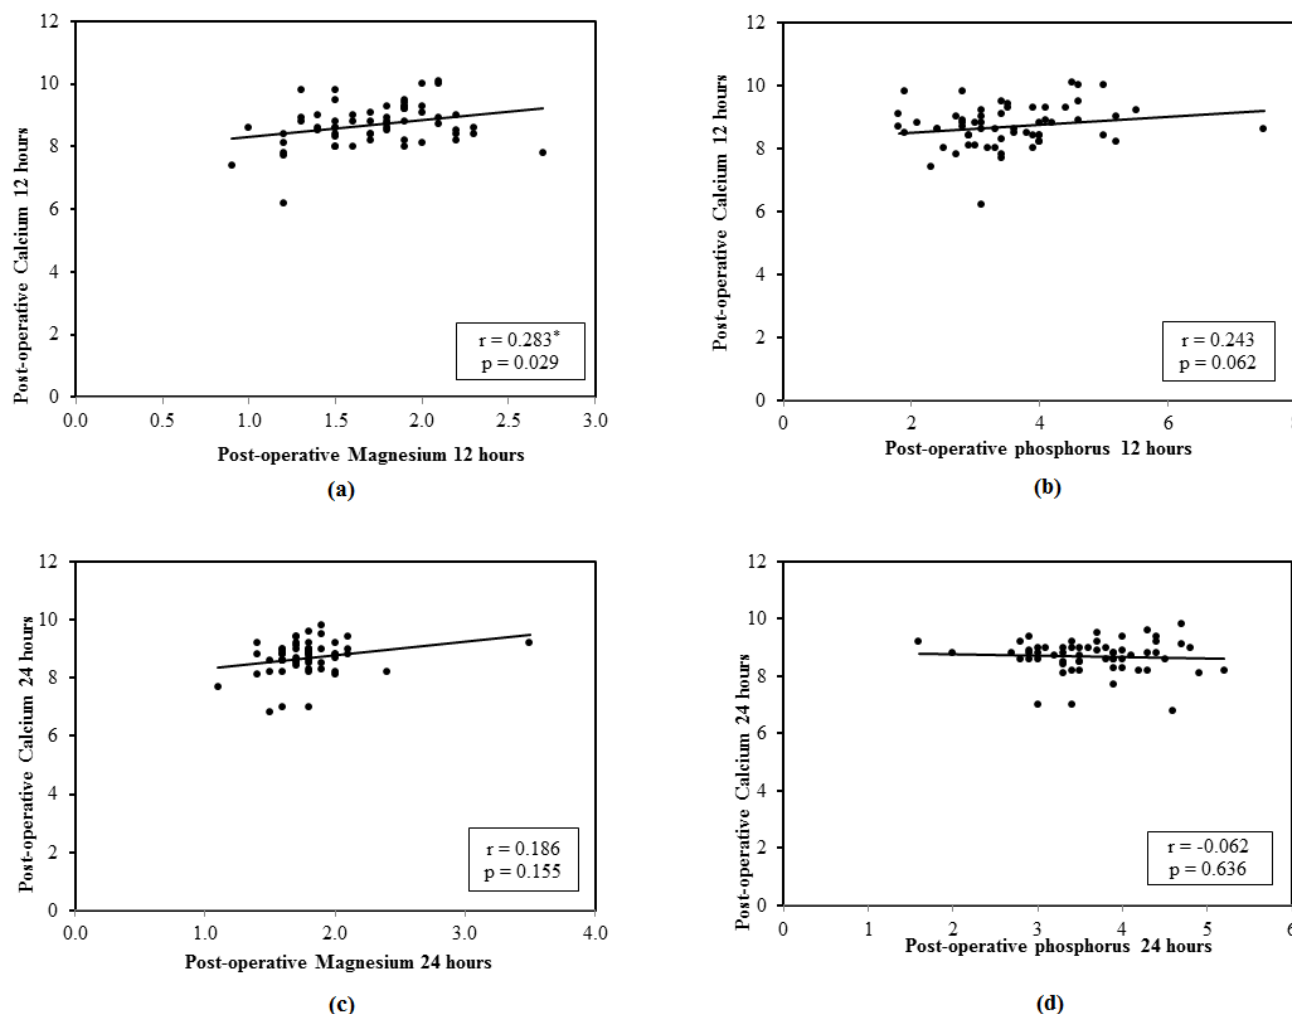 12
10
8
6
4
2
0
Post-operative Calcium 12 hours
0.0
1.0
1.5
2.0
2.5
3.0
r = 0.283*
p = 0.029
Post-operative Magnesium 12 hours
(a)
12
10
8
6
4
2
0
Post-operative Calcium 12 hours
0
2
4
6
8
r = 0.243
p = 0.062
Post-operative phosphorus 12 hours
(b)
12
10
8
6
4
2
0
Post-operative Calcium 24 hours
0.0
1.0
2.0
3.0
4.0
r = 0.186
p = 0.155
Post-operative Magnesium 24 hours
(c)
12
10
8
6
4
2
0
Post-operative Calcium 24 hours
0
1
2
3
4
5
6
r = -0.062
p = 0.636
Post-operative phosphorus 24 hours
(d)